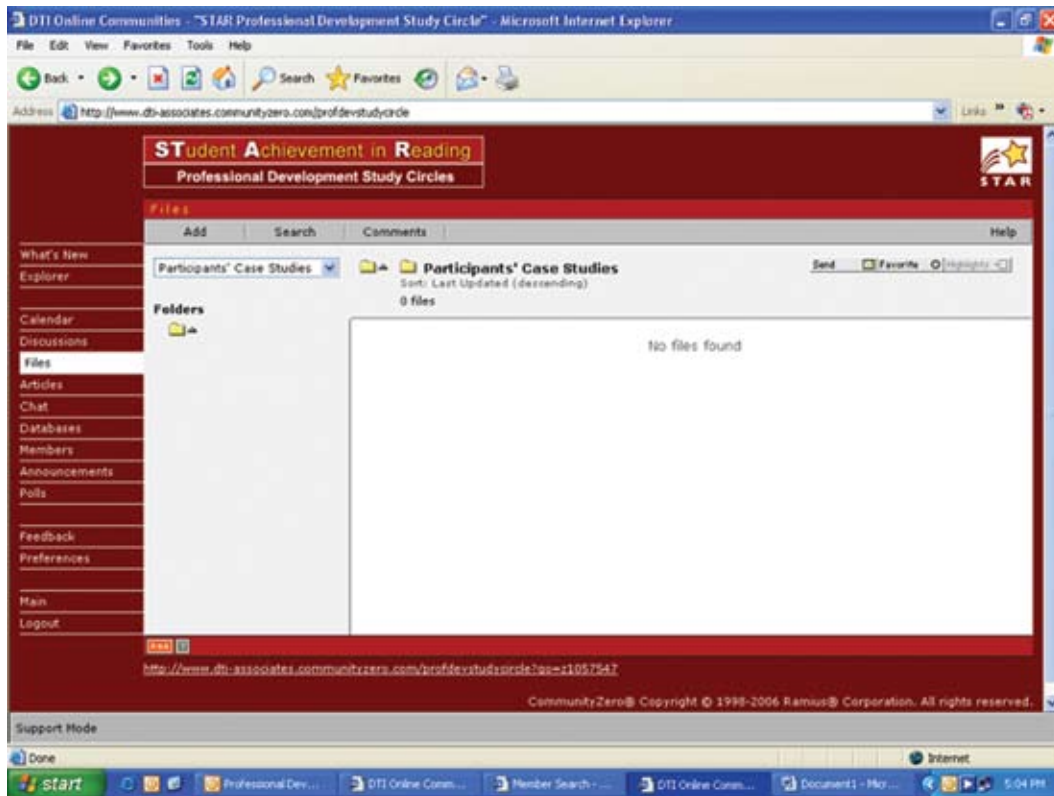 DTI Online Communities - "STAR Professional Development Study Circle" - Microsoft Internet Explorer
File Edit View Favorites Tools Help
Back Search Favorites
Address http://www.dti-associates.communityzero.com/profdevstudycircle Links
STudent Achievement in Reading
Professional Development Study Circles
STAR
Files
Add Search Comments Help
What's New
Explorer
Calendar
Discussions
Files
Articles
Chat
Databases
Members
Announcements
Polls
Feedback
Preferences
Main
Logout
Participants' Case Studies
Folders
Participants' Case Studies
Sort: Last Updated (descending)
0 files
Send Favorite Highlights
No files found
http://www.dti-associates.communityzero.com/profdevstudycircle?go=z1057547
CommunityZero® Copyright © 1998-2006 Ramius® Corporation. All rights reserved.
Support Mode
Done Internet
start Professional Dev... DTI Online Comm... Member Search - ... DTI Online Comm... Document1 - Micr... 5:04 PM